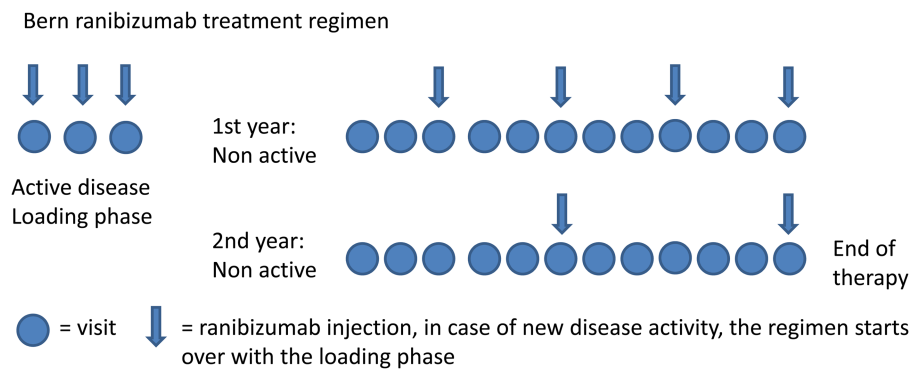 Bern ranibizumab treatment regimen
Active disease
Loading phase
1st year:
Non active
2nd year:
Non active
End of
therapy
= visit
= ranibizumab injection, in case of new disease activity, the regimen starts
over with the loading phase